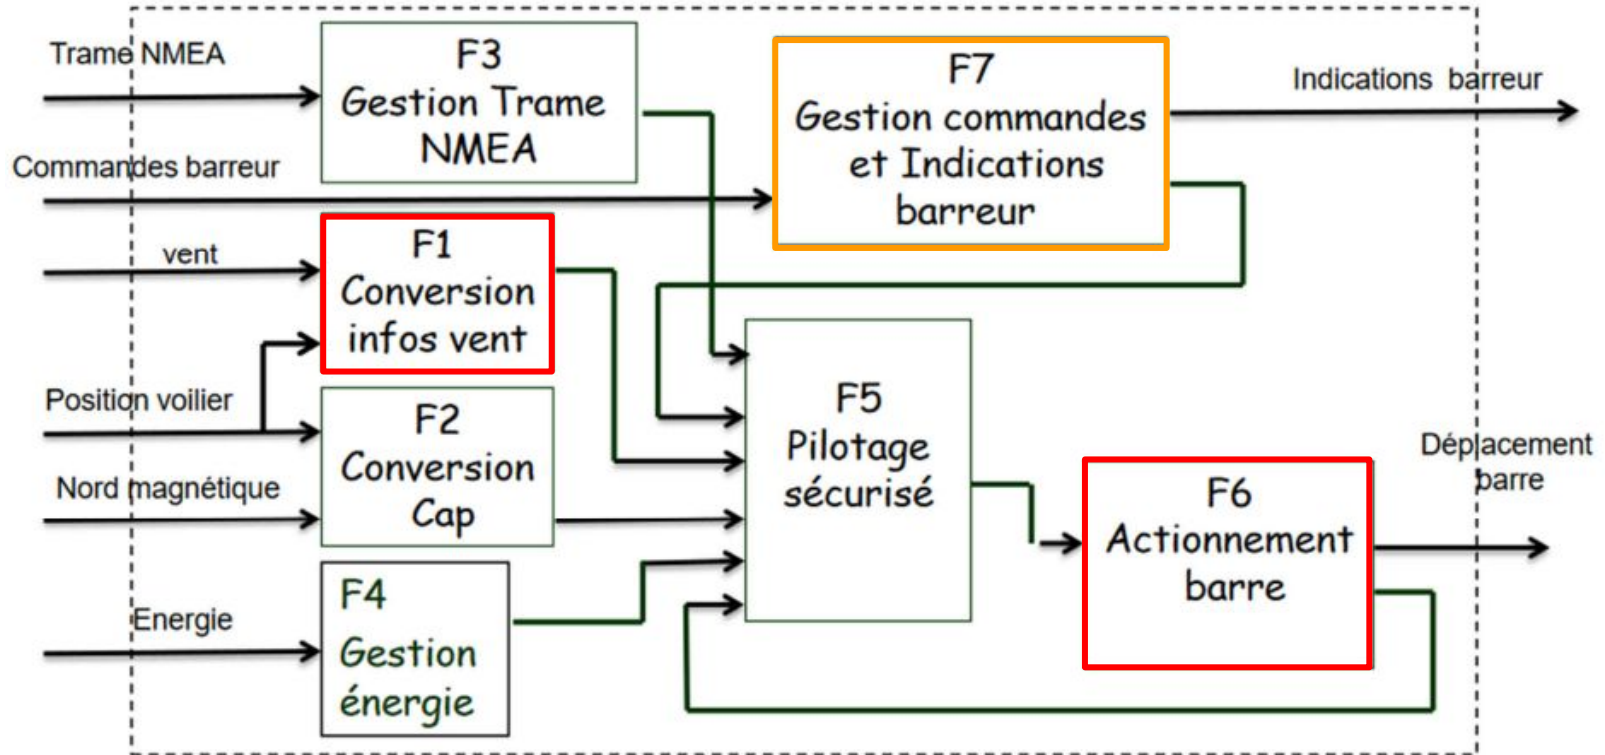 Trame NMEA
F3
Gestion Trame
NMEA
F7
Gestion commandes
et Indications
barreur
Indications barreur
Commandes barreur
vent
F1
Conversion
infos vent
Position voilier
F2
Conversion
Cap
Nord magnétique
F5
Pilotage
sécurisé
F6
Actionnement
barre
Déplacement
barre
Energie
F4
Gestion
énergie